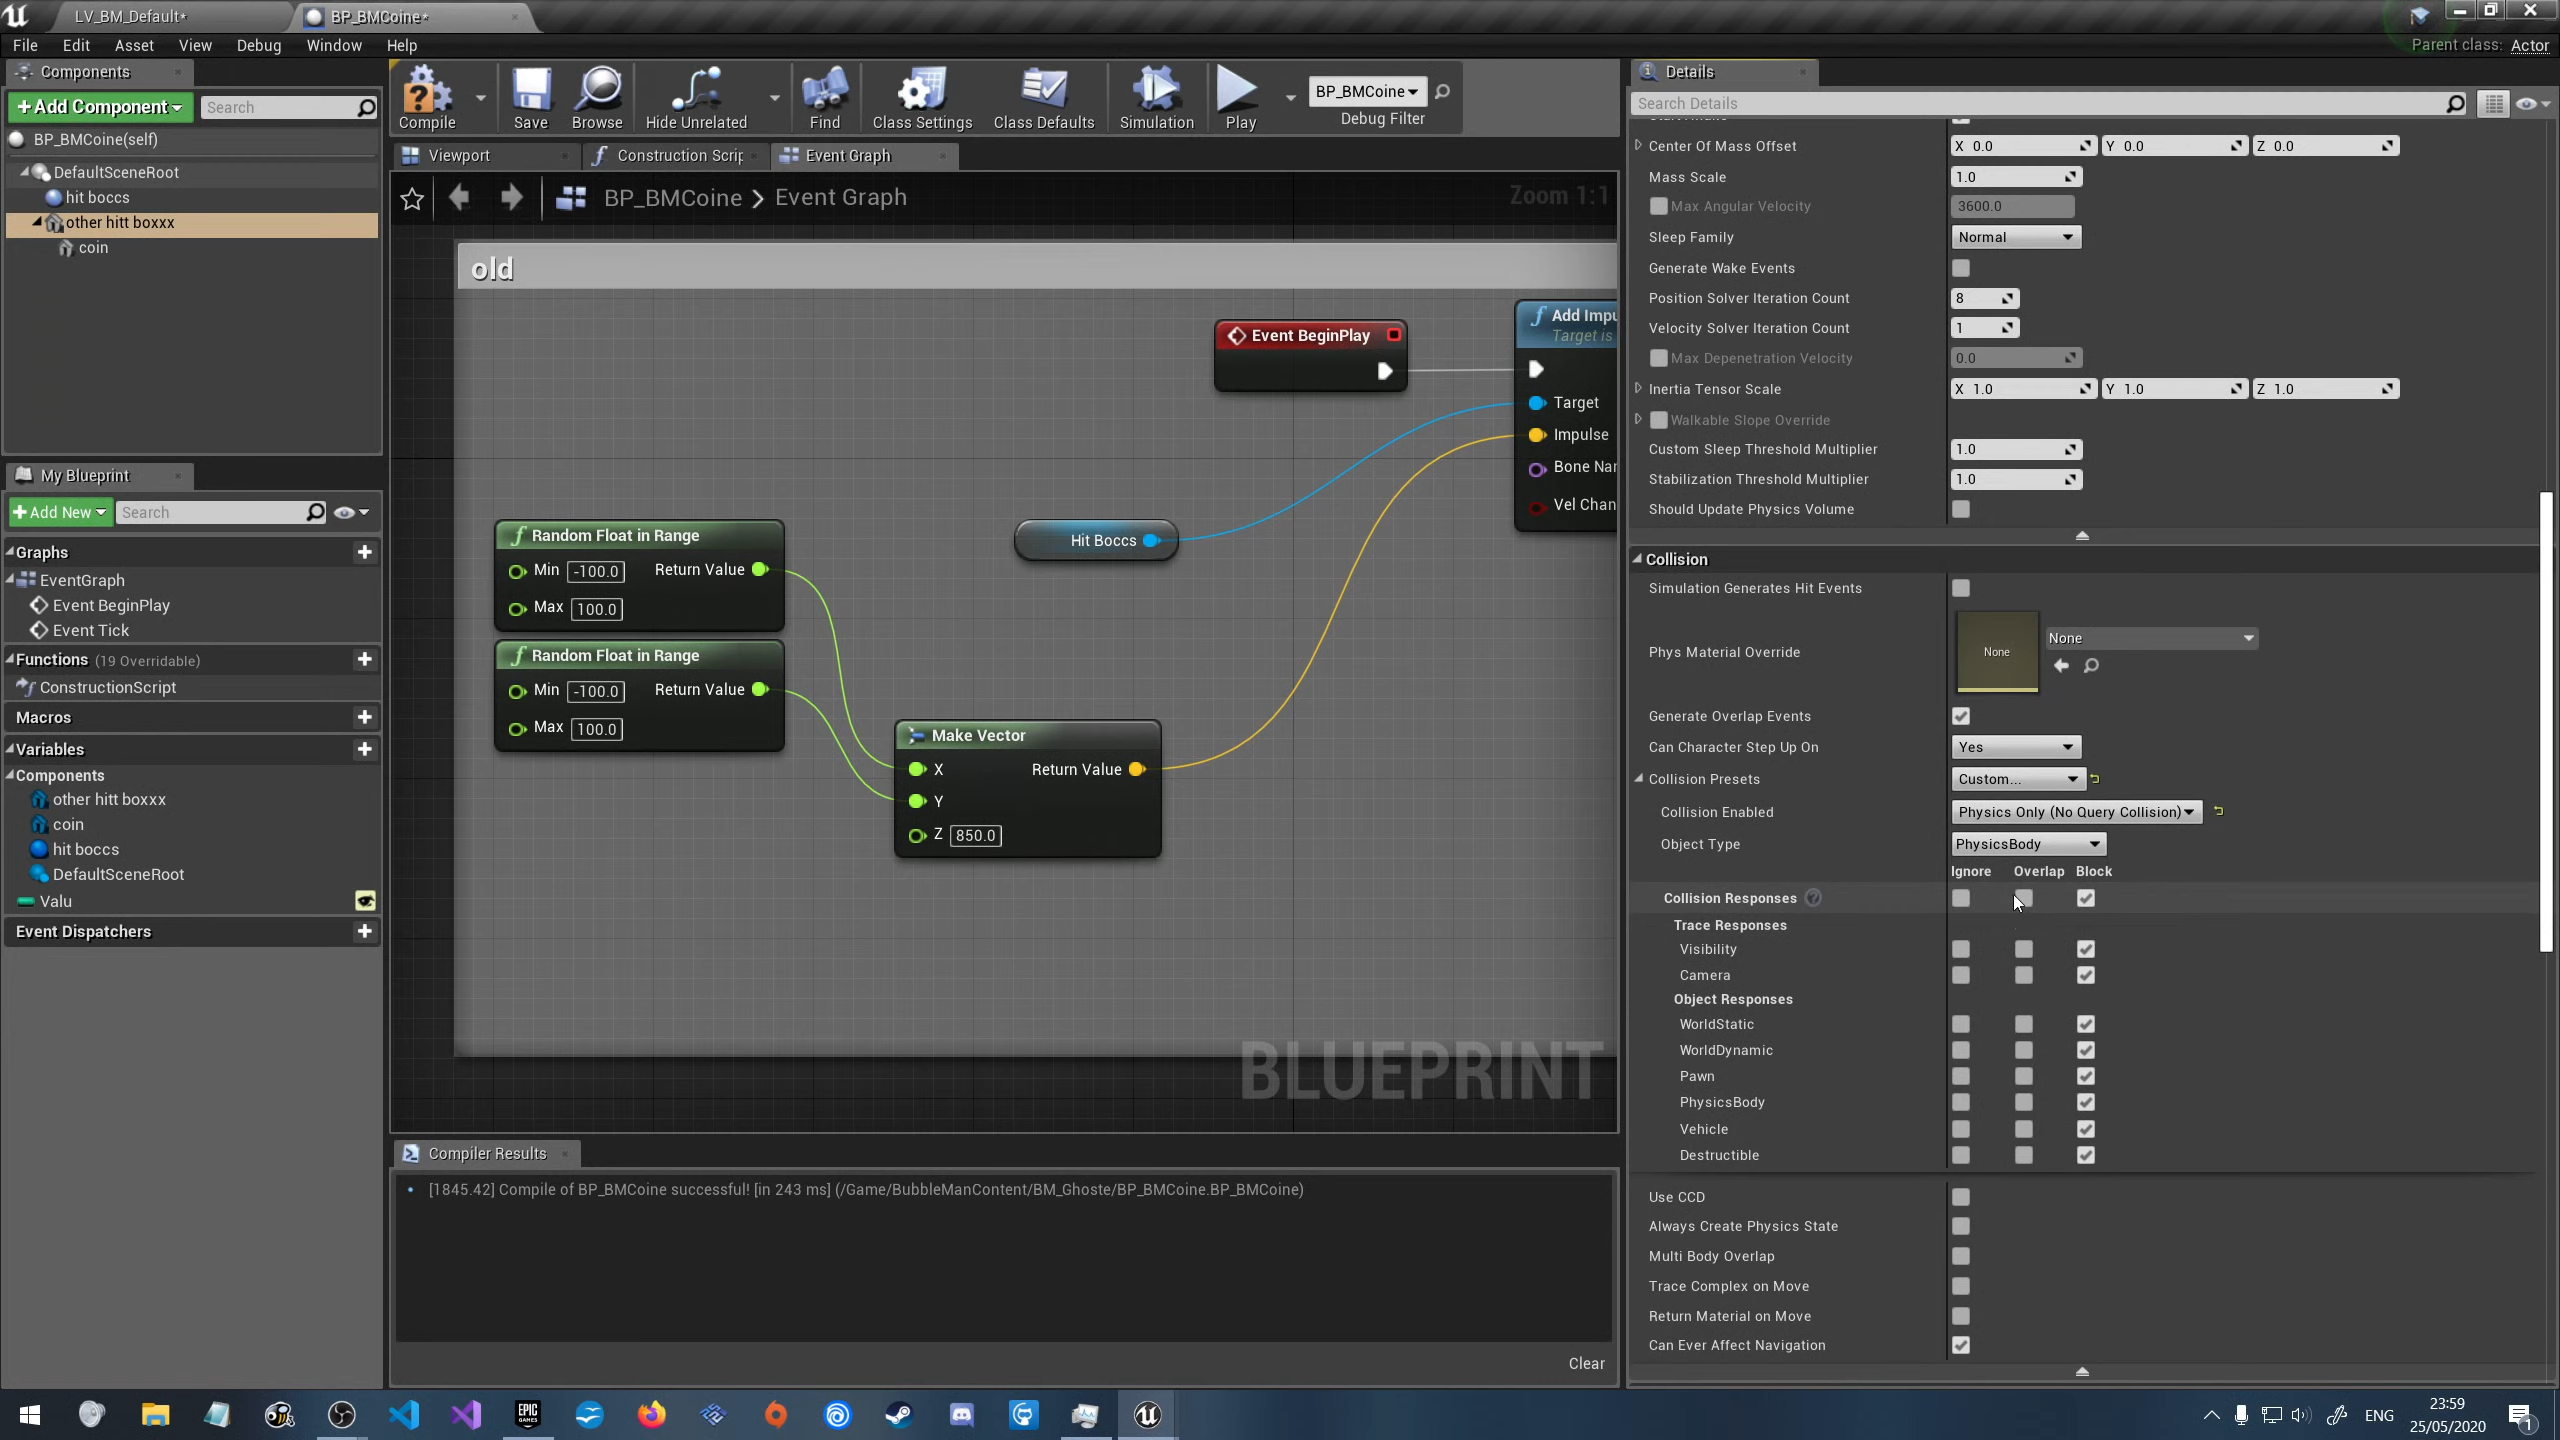 LV_BM_Default*
BP_BMCoine*
File Edit Asset View Debug Window Help
Parent class: Actor
Components
+Add Component
Search
BP_BMCoine(self)
DefaultSceneRoot
hit boccs
other hitt boxxx
coin
My Blueprint
+Add New
Search
Graphs
EventGraph
Event BeginPlay
Event Tick
Functions (19 Overridable)
ConstructionScript
Macros
Variables
Components
other hitt boxxx
coin
hit boccs
DefaultSceneRoot
Valu
Event Dispatchers
Compile
Save
Browse
Hide Unrelated
Find
Class Settings
Class Defaults
Simulation
Play
BP_BMCoine
Debug Filter
Viewport
Construction Scrip
Event Graph
BP_BMCoine > Event Graph
Zoom 1:1
old
Event BeginPlay
Add Impu
Target is
Target
Impulse
Bone Nar
Vel Chan
Hit Boccs
Random Float in Range
Min -100.0 Return Value
Max 100.0
Random Float in Range
Min -100.0 Return Value
Max 100.0
Make Vector
X Return Value
Y
Z 850.0
BLUEPRINT
Compiler Results
[1845.42] Compile of BP_BMCoine successful! [in 243 ms] (/Game/BubbleManContent/BM_Ghoste/BP_BMCoine.BP_BMCoine)
Clear
Details
Search Details
Center Of Mass Offset X 0.0 Y 0.0 Z 0.0
Mass Scale 1.0
Max Angular Velocity 3600.0
Sleep Family Normal
Generate Wake Events
Position Solver Iteration Count 8
Velocity Solver Iteration Count 1
Max Depenetration Velocity 0.0
Inertia Tensor Scale X 1.0 Y 1.0 Z 1.0
Walkable Slope Override
Custom Sleep Threshold Multiplier 1.0
Stabilization Threshold Multiplier 1.0
Should Update Physics Volume
Collision
Simulation Generates Hit Events
Phys Material Override None None
Generate Overlap Events
Can Character Step Up On Yes
Collision Presets Custom...
Collision Enabled Physics Only (No Query Collision)
Object Type PhysicsBody
Ignore Overlap Block
Collision Responses ?
Trace Responses
Visibility
Camera
Object Responses
WorldStatic
WorldDynamic
Pawn
PhysicsBody
Vehicle
Destructible
Use CCD
Always Create Physics State
Multi Body Overlap
Trace Complex on Move
Return Material on Move
Can Ever Affect Navigation
EPIC GAMES
ENG
23:59
25/05/2020
1